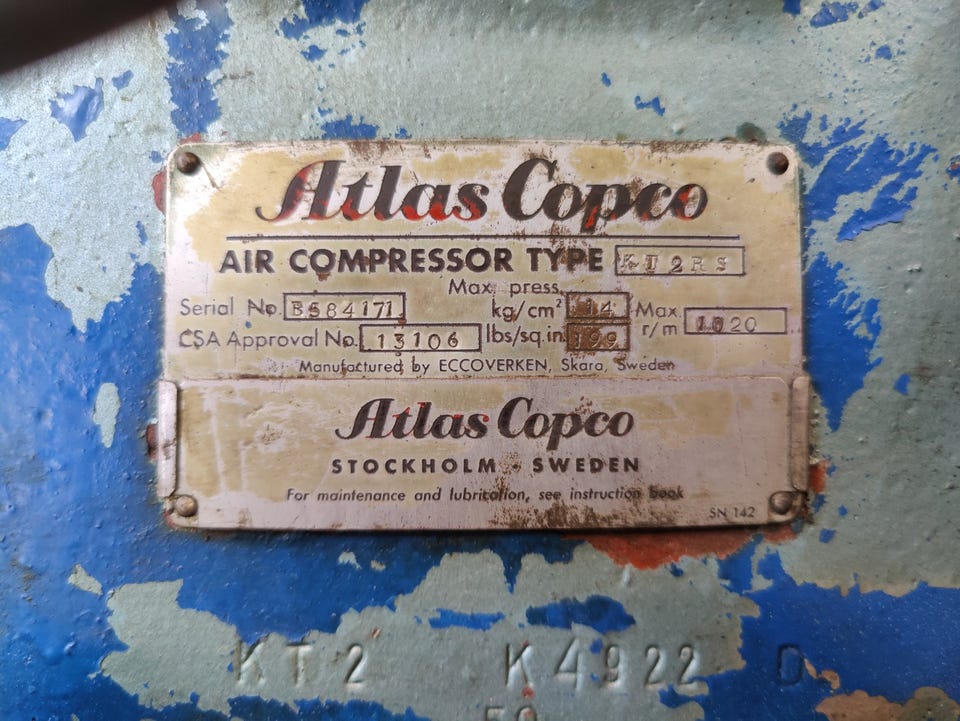 Atlas Copco
AIR COMPRESSOR TYPE KT2RS
Max. press.
Serial No. B584171 kg/cm² 14 Max. r/m 1020
CSA Approval No. 13106 lbs/sq.in. 199
Manufactured by ECCOVERKEN, Skara, Sweden
Atlas Copco
STOCKHOLM - SWEDEN
For maintenance and lubrication, see instruction book
SN 142
KT2 K4922 D